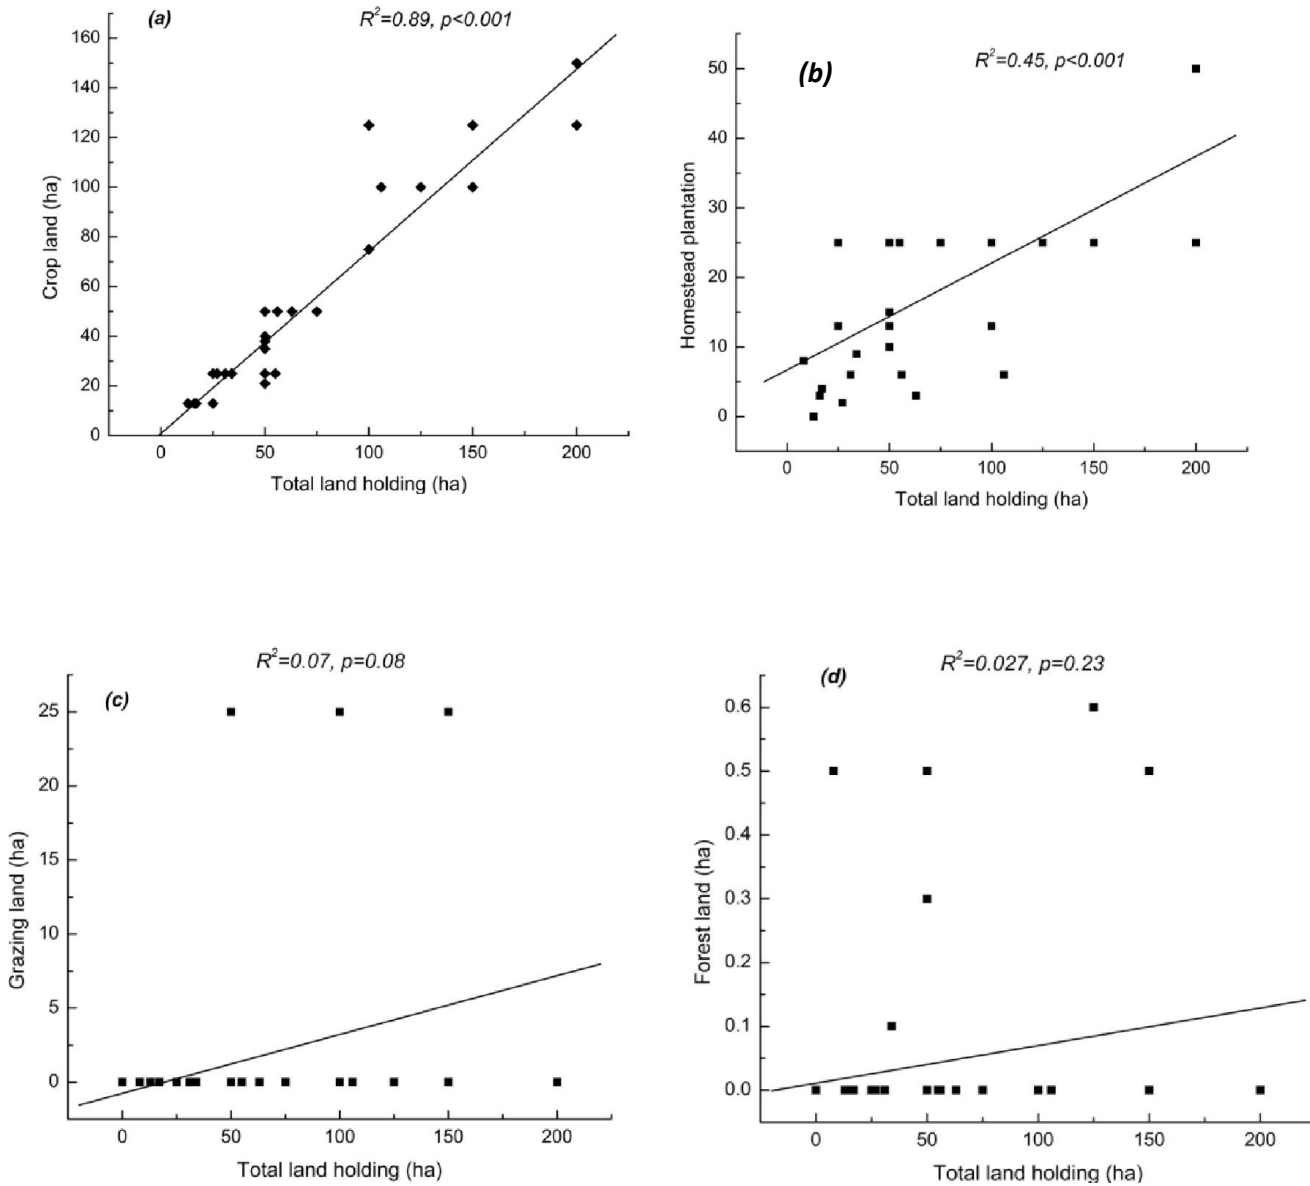 (a)
R²=0.89, p<0.001
160
140
120
100
80
60
40
20
0
Crop land (ha)
0 50 100 150 200
Total land holding (ha)
(b)
R²=0.45, p<0.001
50
40
30
20
10
0
Homestead plantation
0 50 100 150 200
Total land holding (ha)
(c)
R²=0.07, p=0.08
25
20
15
10
5
0
Grazing land (ha)
0 50 100 150 200
Total land holding (ha)
(d)
R²=0.027, p=0.23
0.6
0.5
0.4
0.3
0.2
0.1
0.0
Forest land (ha)
0 50 100 150 200
Total land holding (ha)